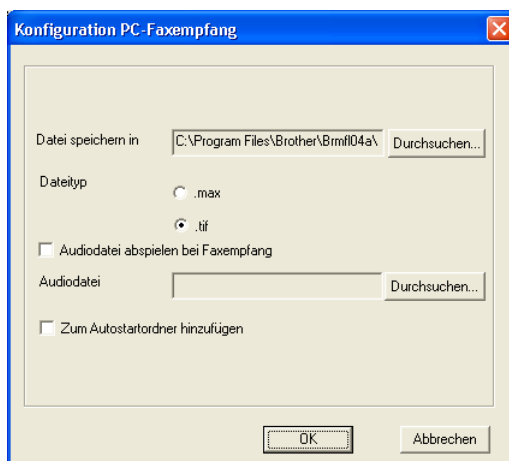 Konfiguration PC-Faxempfang
Datei speichern in C:\Program Files\Brother\Brmfl04a\ Durchsuchen...
Dateityp
.max
.tif
Audiodatei abspielen bei Faxempfang
Audiodatei Durchsuchen...
Zum Autostartordner hinzufügen
OK Abbrechen